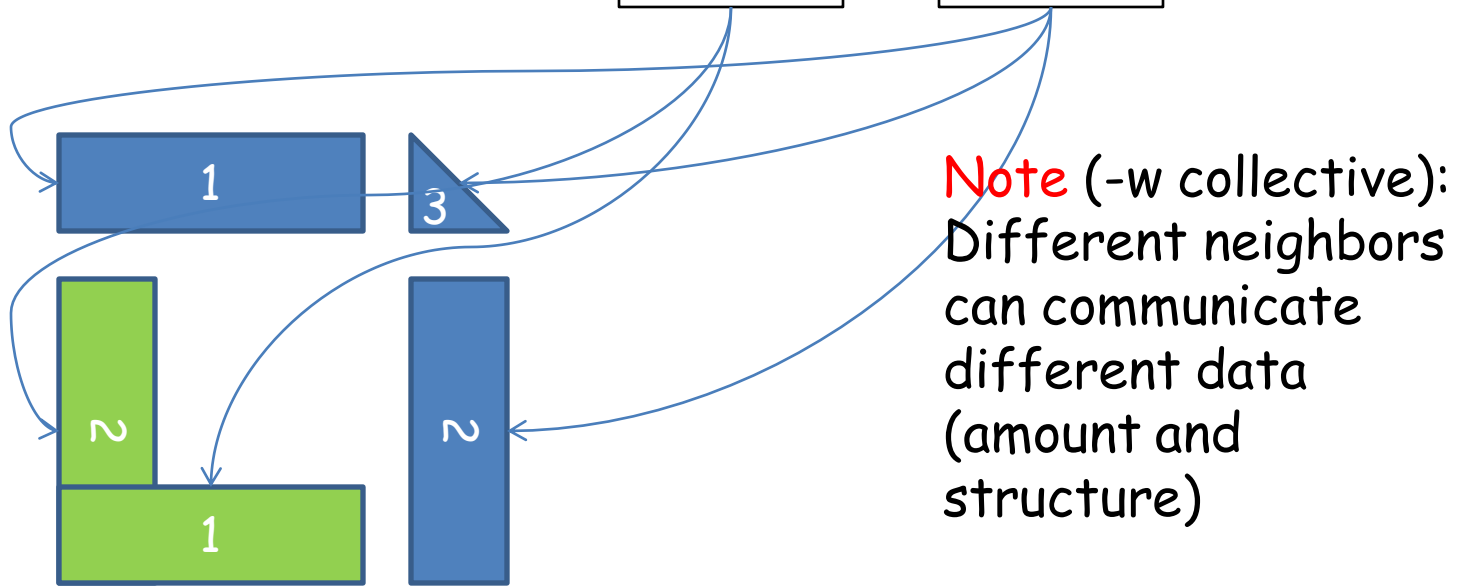 1
3
Note (-w collective):
Different neighbors
can communicate
different data
(amount and
structure)
2
2
1